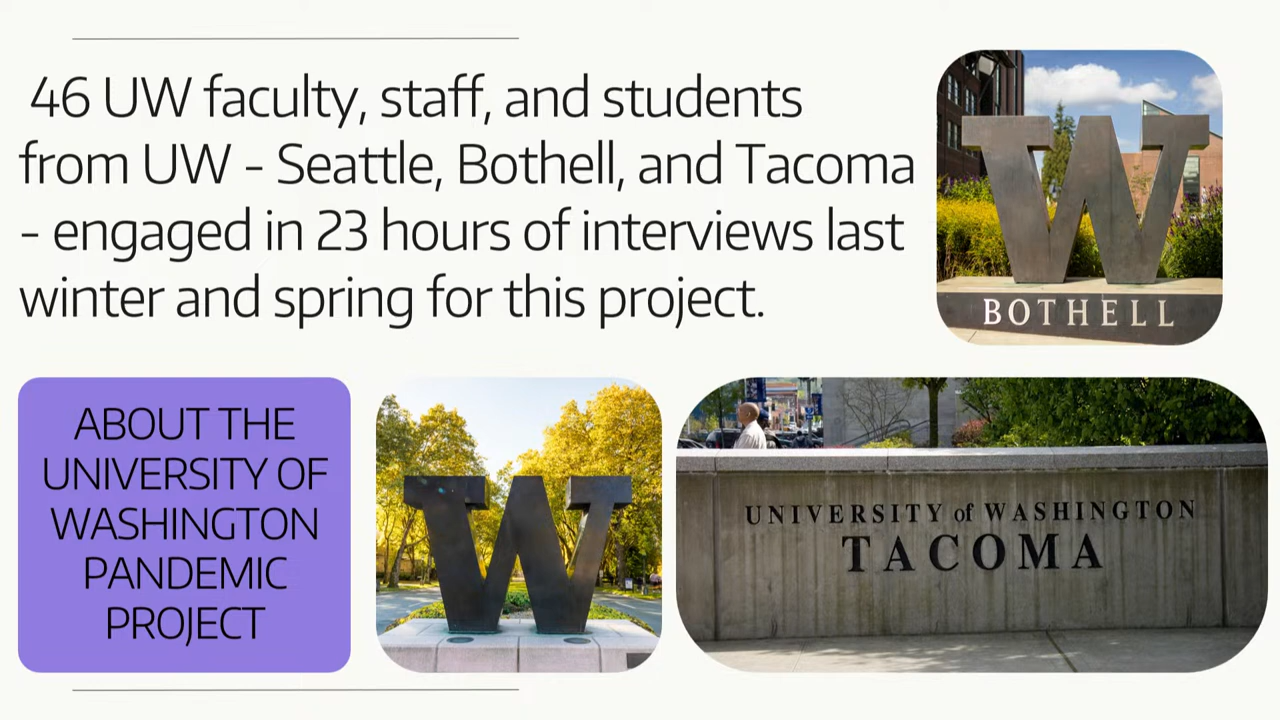 46 UW faculty, staff, and students
from UW - Seattle, Bothell, and Tacoma
- engaged in 23 hours of interviews last
winter and spring for this project.
W
BOTHELL
ABOUT THE
UNIVERSITY OF
WASHINGTON
PANDEMIC
PROJECT
W
UNIVERSITY of WASHINGTON
TACOMA